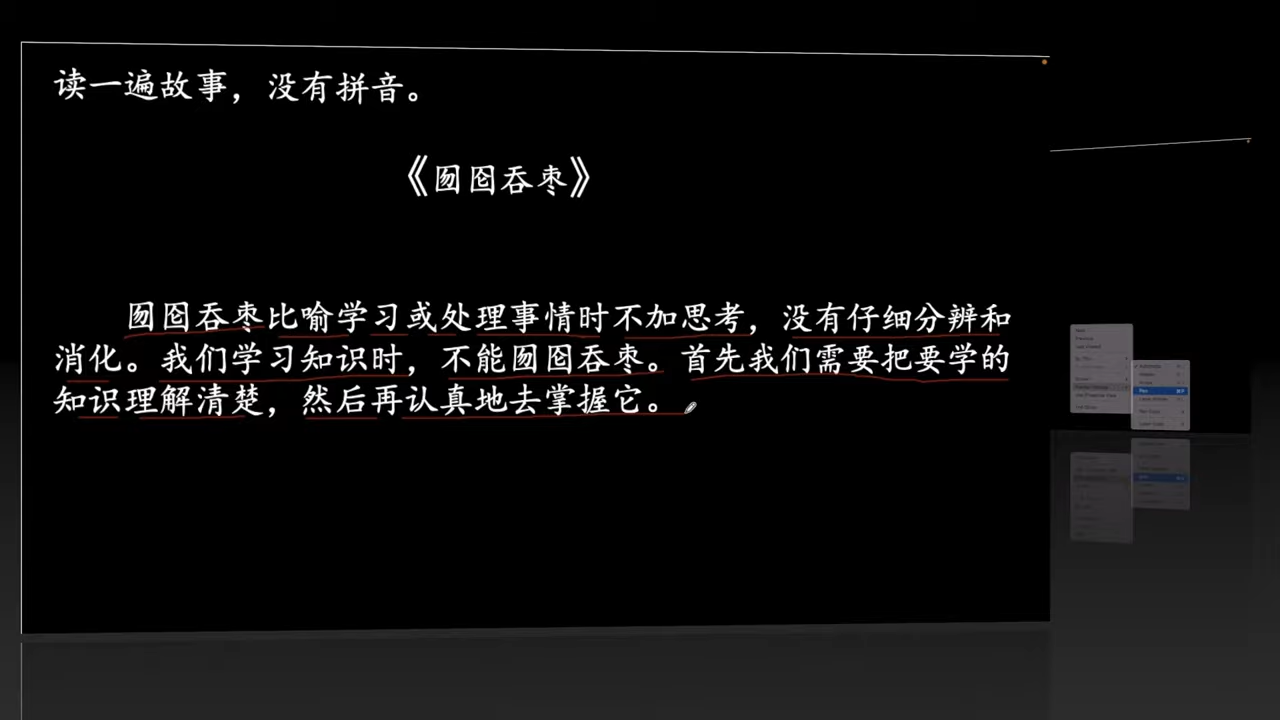 读一遍故事，没有拼音。
《囫囵吞枣》
囫囵吞枣比喻学习或处理事情时不加思考，没有仔细分辨和
消化。我们学习知识时，不能囫囵吞枣。首先我们需要把要学的
知识理解清楚，然后再认真地去掌握它。